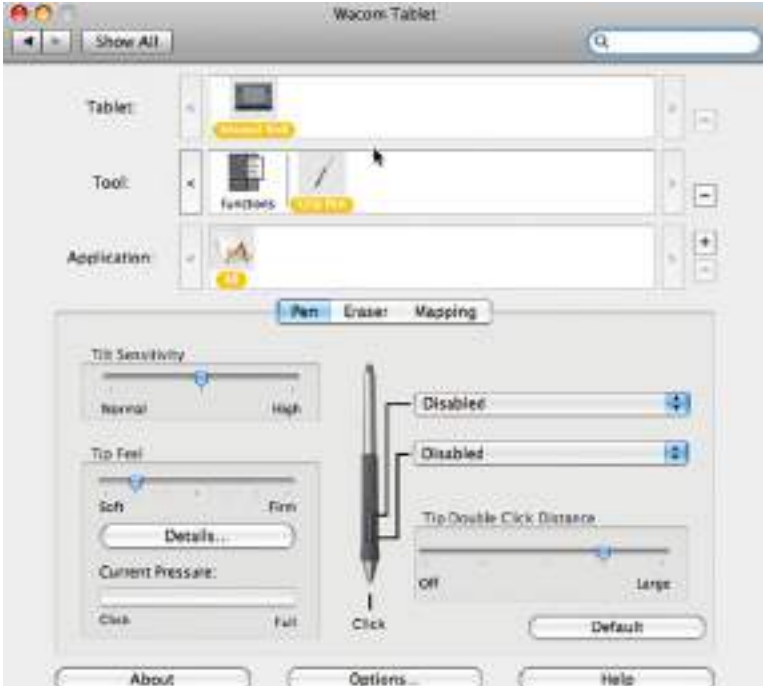 Wacom Tablet
Show All
Tablet:
Tool:
Functions
Grip Pen
Application:
All
Pen Eraser Mapping
Tilt Sensitivity
Normal High
Disabled
Tip Feel
Disabled
Soft Firm
Tip Double Click Distance
Details...
Current Pressure:
Off Large
Click Full
Click
Default
About Options... Help